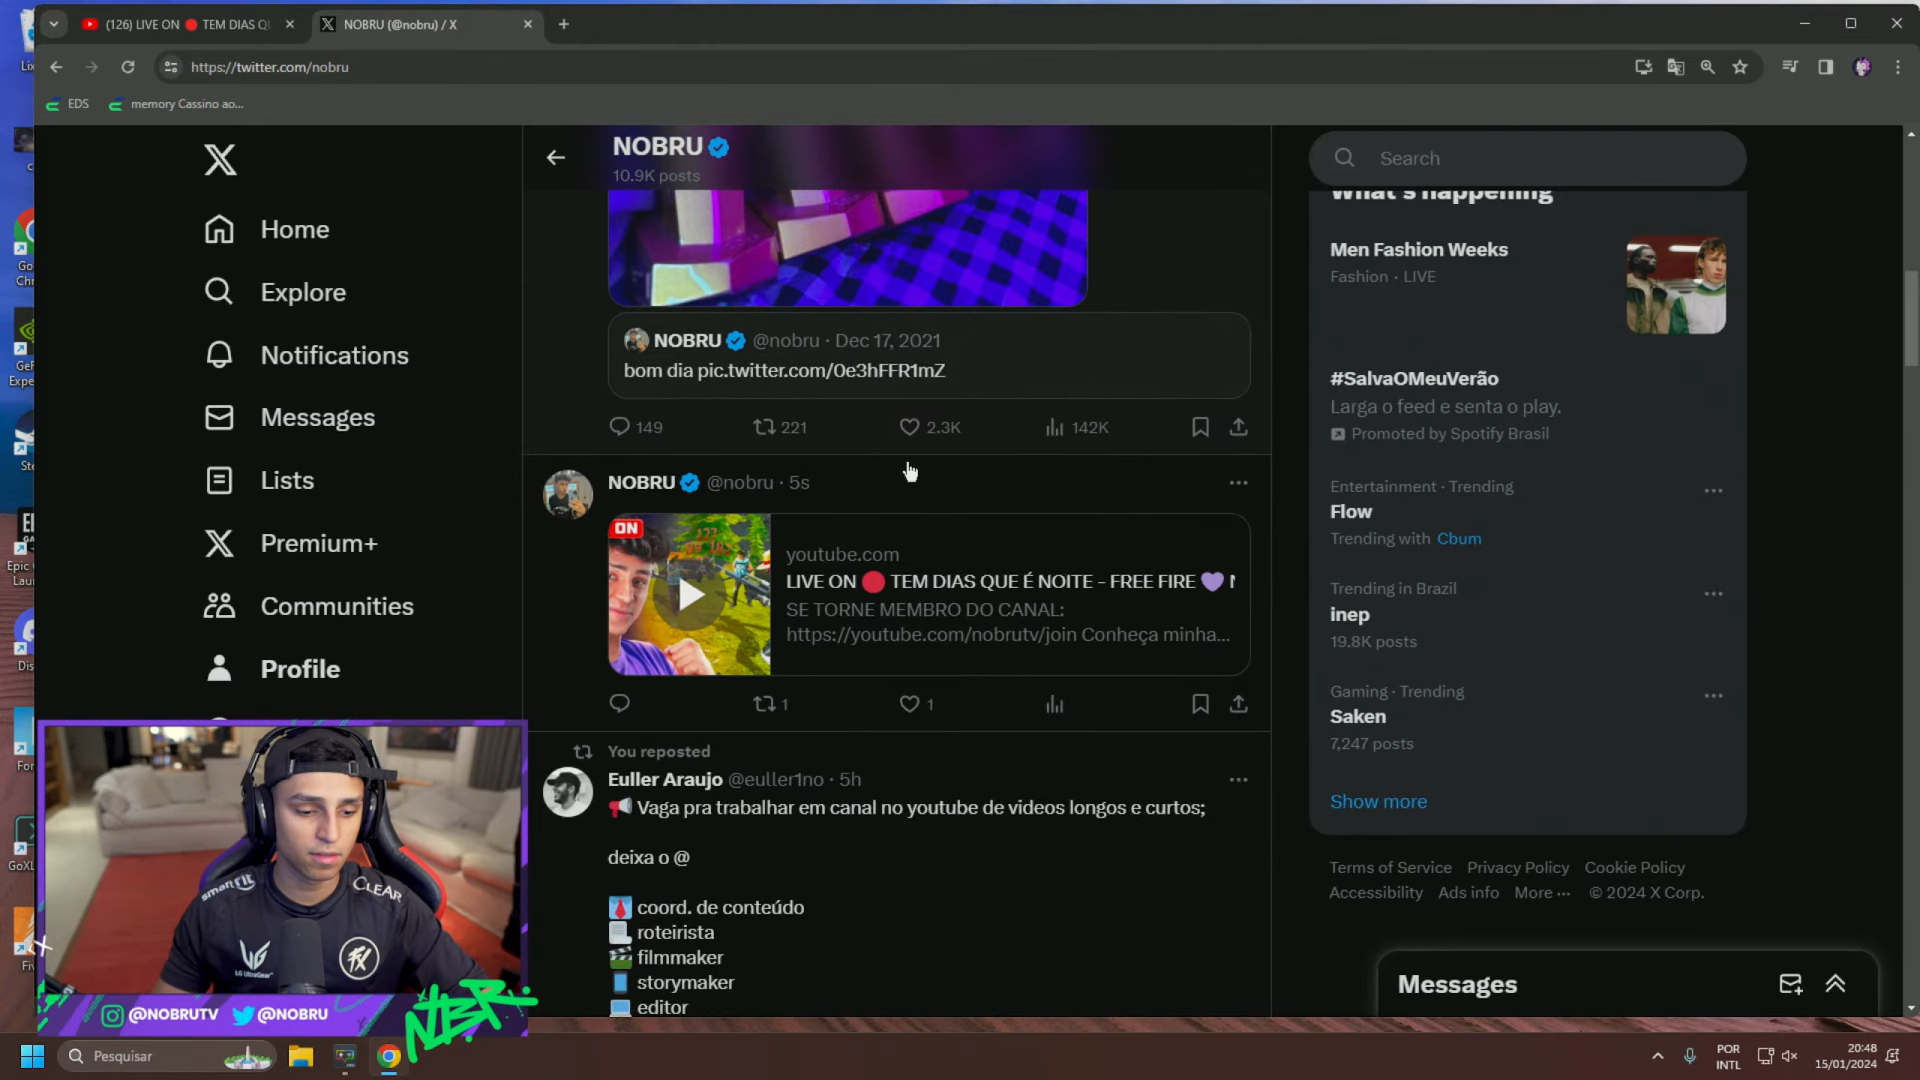 (126) LIVE ON 🔴 TEM DIAS QU
NOBRU (@nobru) / X
https://twitter.com/nobru
EDS
memory Cassino ao...
Home
Explore
Notifications
Messages
Lists
Premium+
Communities
Profile
NOBRU
10.9K posts
NOBRU @nobru · Dec 17, 2021
bom dia pic.twitter.com/0e3hFFR1mZ
149
221
2.3K
142K
NOBRU @nobru · 5s
ON
youtube.com
LIVE ON 🔴 TEM DIAS QUE É NOITE - FREE FIRE 💜
SE TORNE MEMBRO DO CANAL:
https://youtube.com/nobrutv/join Conheça minha...
1
1
You reposted
Euller Araujo @euller1no · 5h
📢 Vaga pra trabalhar em canal no youtube de videos longos e curtos;
deixa o @
👔 coord. de conteúdo
📃 roteirista
🎬 filmmaker
📱 storymaker
💻 editor
Search
What's happening
Men Fashion Weeks
Fashion · LIVE
#SalvaOMeuVerão
Larga o feed e senta o play.
Promoted by Spotify Brasil
Entertainment · Trending
Flow
Trending with Cbum
Trending in Brazil
inep
19.8K posts
Gaming · Trending
Saken
7,247 posts
Show more
Terms of Service Privacy Policy Cookie Policy
Accessibility Ads info More ··· © 2024 X Corp.
Messages
smart fit
CLEAR
LG UltraGear
FX
@NOBRUTV @NOBRU
NBR
Pesquisar
POR
INTL
20:48
15/01/2024